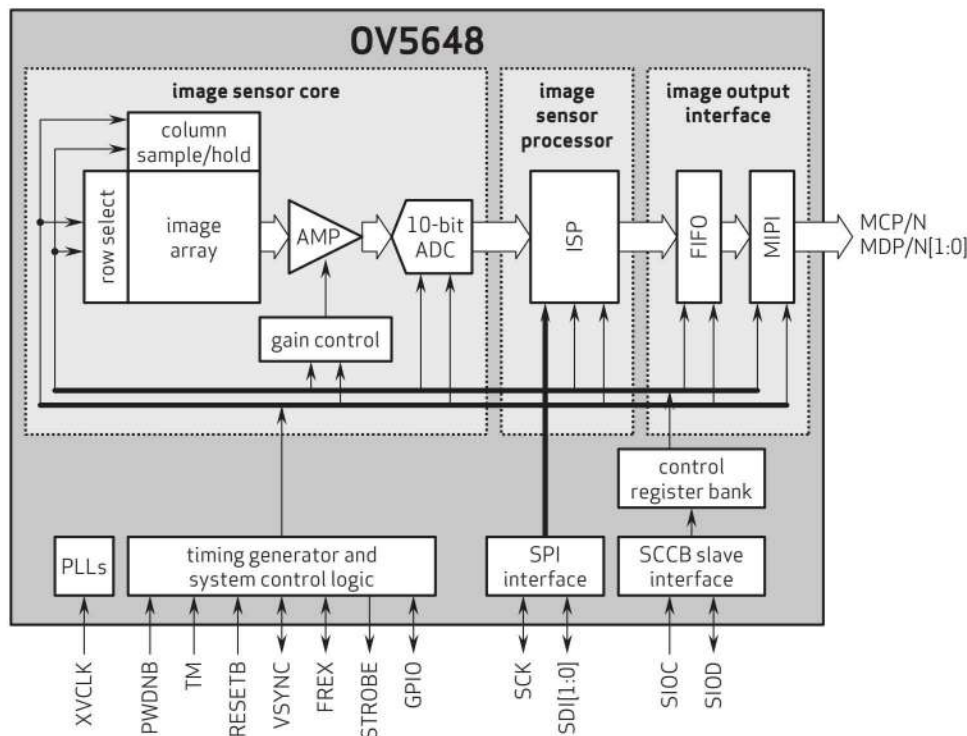 OV5648
image sensor core
image
sensor
processor
image output
interface
column
sample/hold
row select
image
array
AMP
10-bit
ADC
ISP
FIFO
MIPI
MCP/N
MDP/N[1:0]
gain control
control
register bank
PLLs
timing generator and
system control logic
SPI
interface
SCCB slave
interface
XVCLK
PWDNB
TM
RESETB
VSYNC
FREX
STROBE
GPIO
SCK
SDI[1:0]
SIOC
SIOD